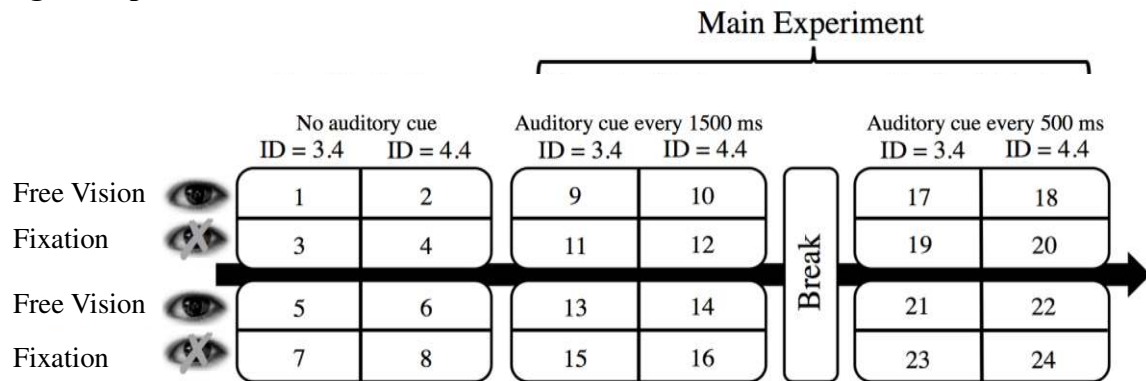 Main Experiment
No auditory cue Auditory cue every 1500 ms Auditory cue every 500 ms
ID = 3.4 ID = 4.4 ID = 3.4 ID = 4.4 ID = 3.4 ID = 4.4
Free Vision 1 2 9 10 17 18
Fixation 3 4 11 12 19 20
Break
Free Vision 5 6 13 14 21 22
Fixation 7 8 15 16 23 24